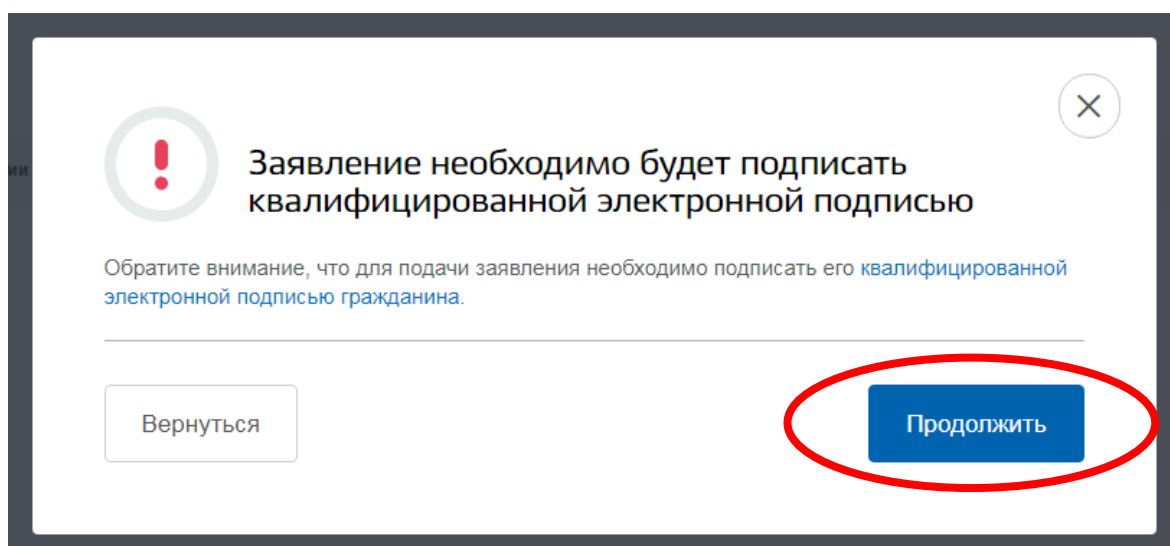 Заявление необходимо будет подписать
квалифицированной электронной подписью
Обратите внимание, что для подачи заявления необходимо подписать его квалифицированной
электронной подписью гражданина.
Вернуться
Продолжить